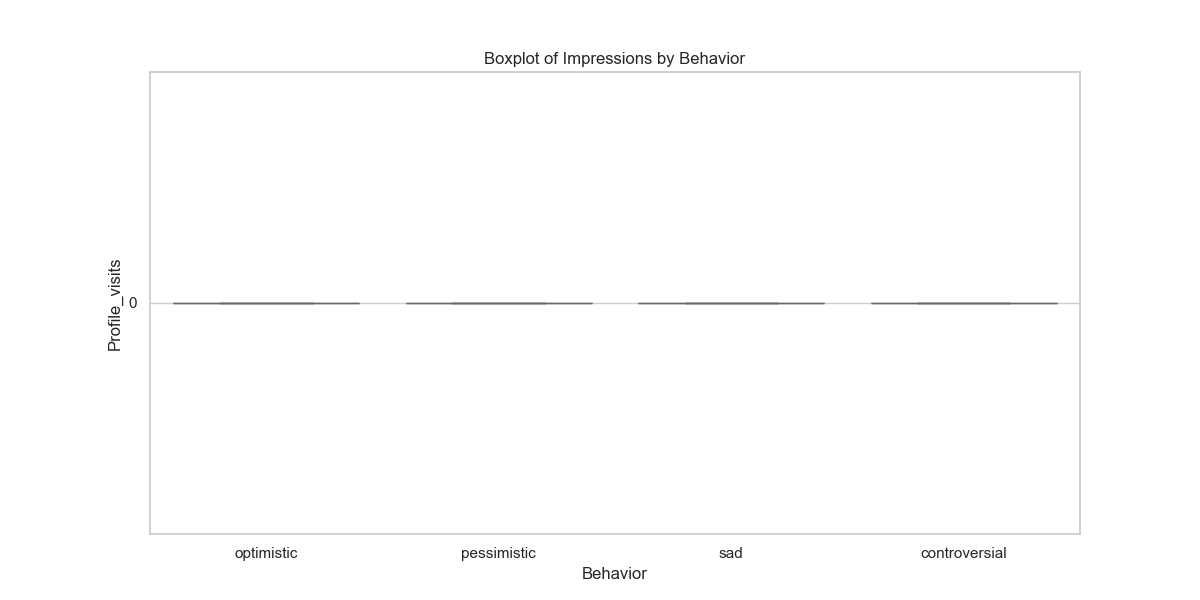 Boxplot of Impressions by Behavior
Profile_visits
0
optimistic pessimistic sad controversial
Behavior